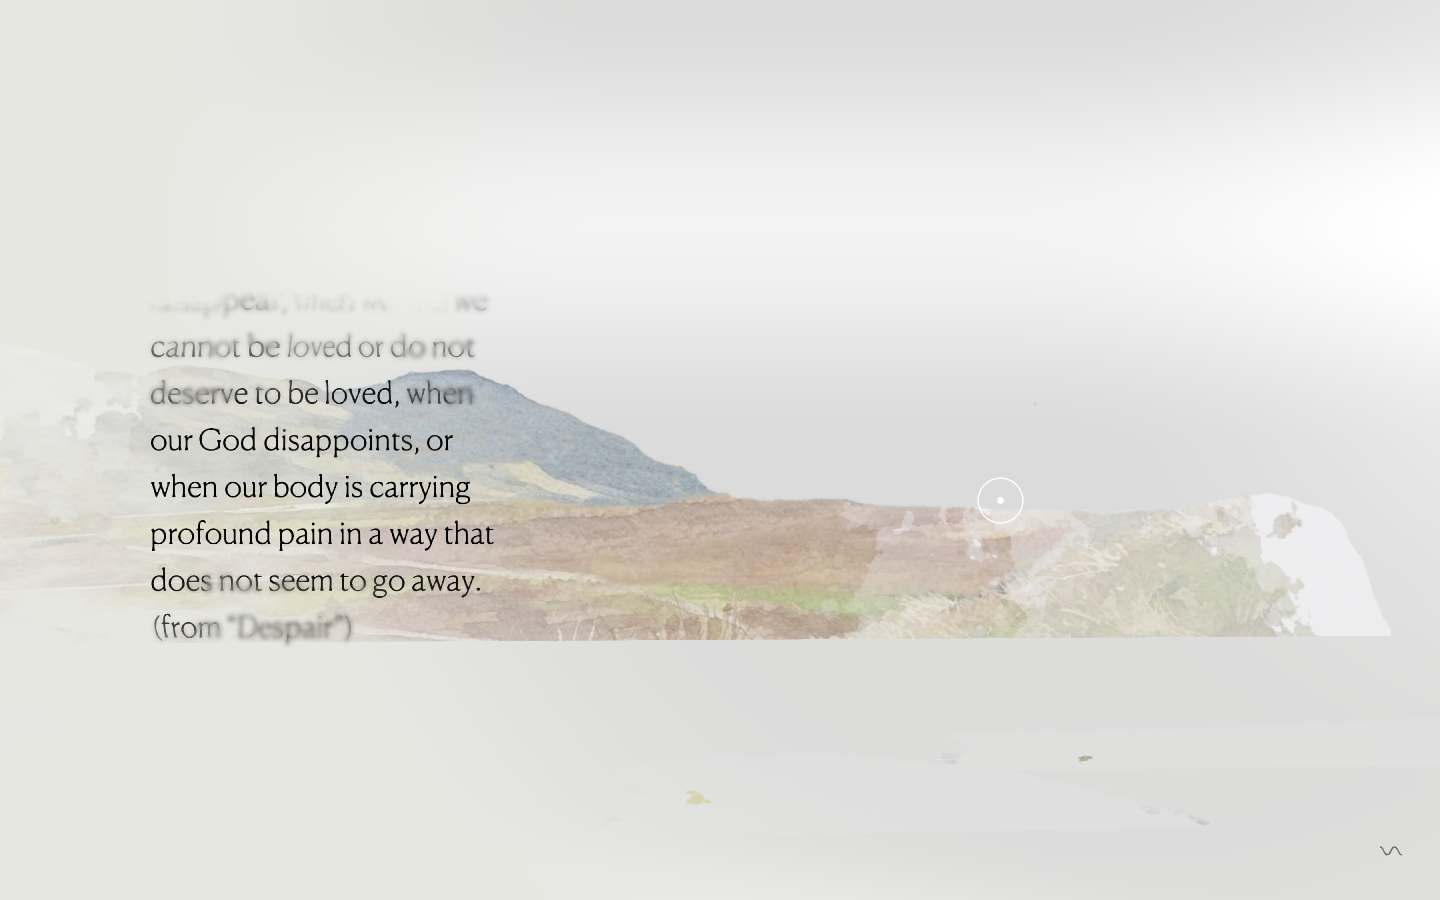 we
cannot be loved or do not
deserve to be loved, when
our God disappoints, or
when our body is carrying
profound pain in a way that
does not seem to go away.
(from "Despair")